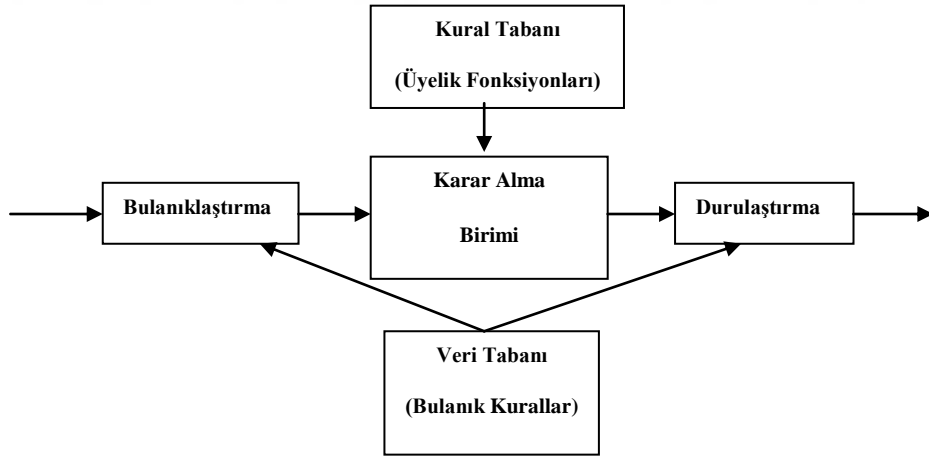 Kural Tabanı
(Üyelik Fonksiyonları)
Karar Alma
Birimi
Bulanıklaştırma
Durulaştırma
Veri Tabanı
(Bulanık Kurallar)